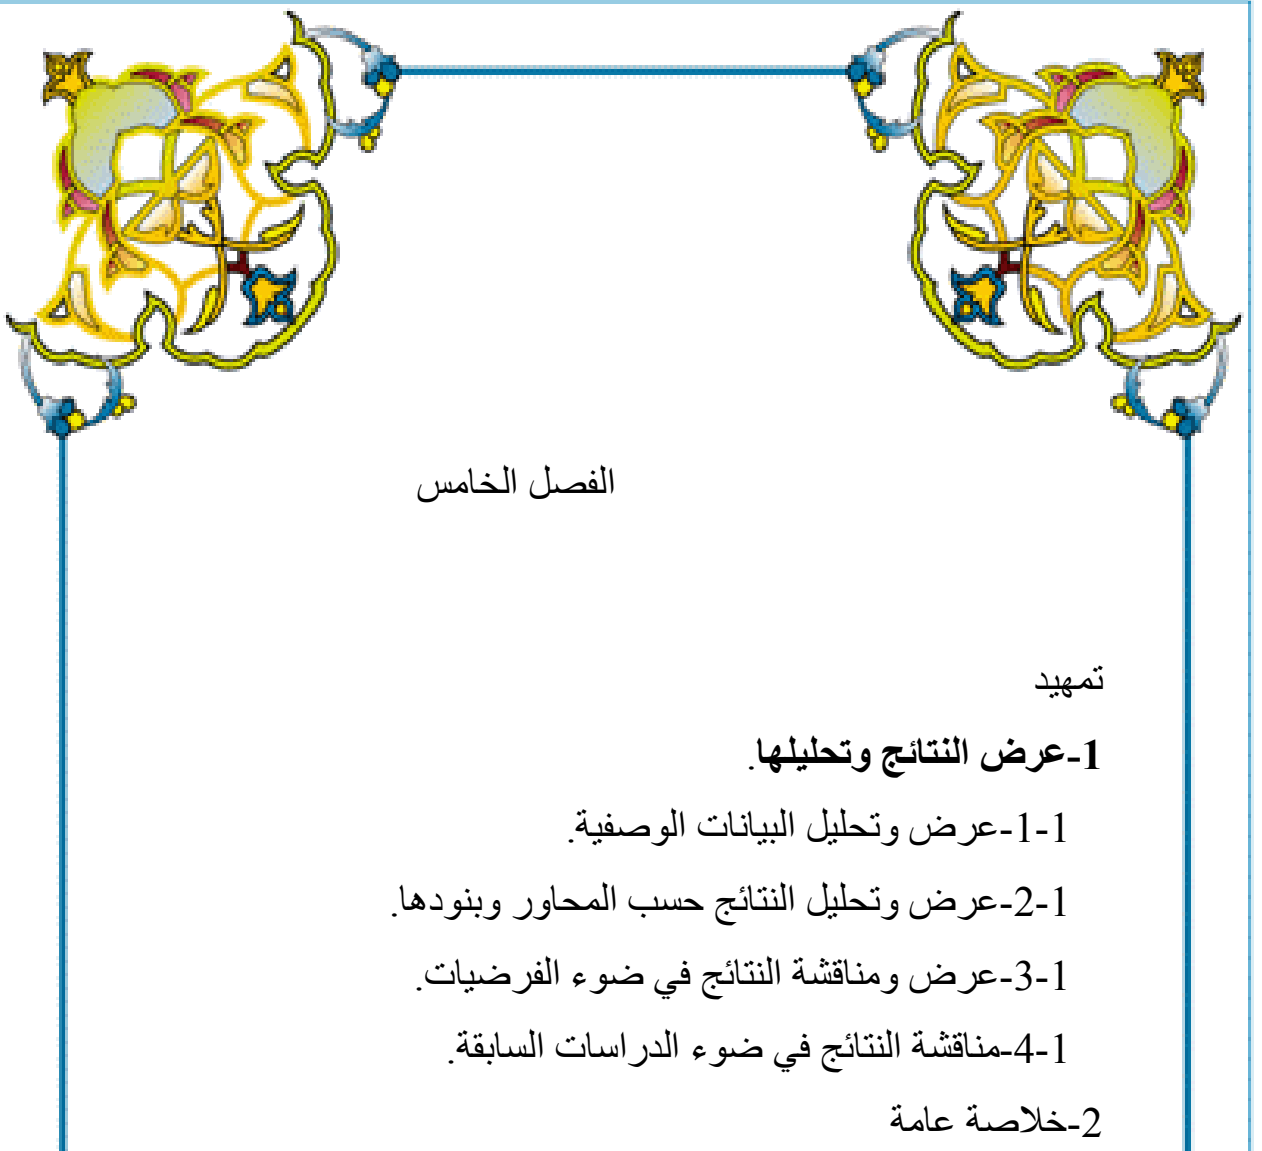 الفصل الخامس
تمهيد
1-عرض النتائج وتحليلها.
1-1-عرض وتحليل البيانات الوصفية.
1-2-عرض وتحليل النتائج حسب المحاور وبنودها.
1-3-عرض ومناقشة النتائج في ضوء الفرضيات.
1-4-مناقشة النتائج في ضوء الدراسات السابقة.
2-خلاصة عامة